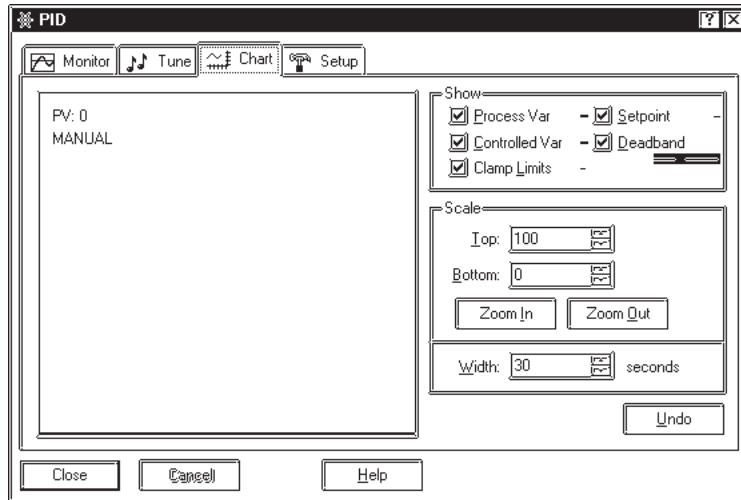 PID
Monitor Tune Chart Setup
PV: 0
MANUAL
Show
Process Var - Setpoint -
Controlled Var - Deadband
Clamp Limits -
Scale
Top: 100
Bottom: 0
Zoom In Zoom Out
Width: 30 seconds
Undo
Close Cancel Help